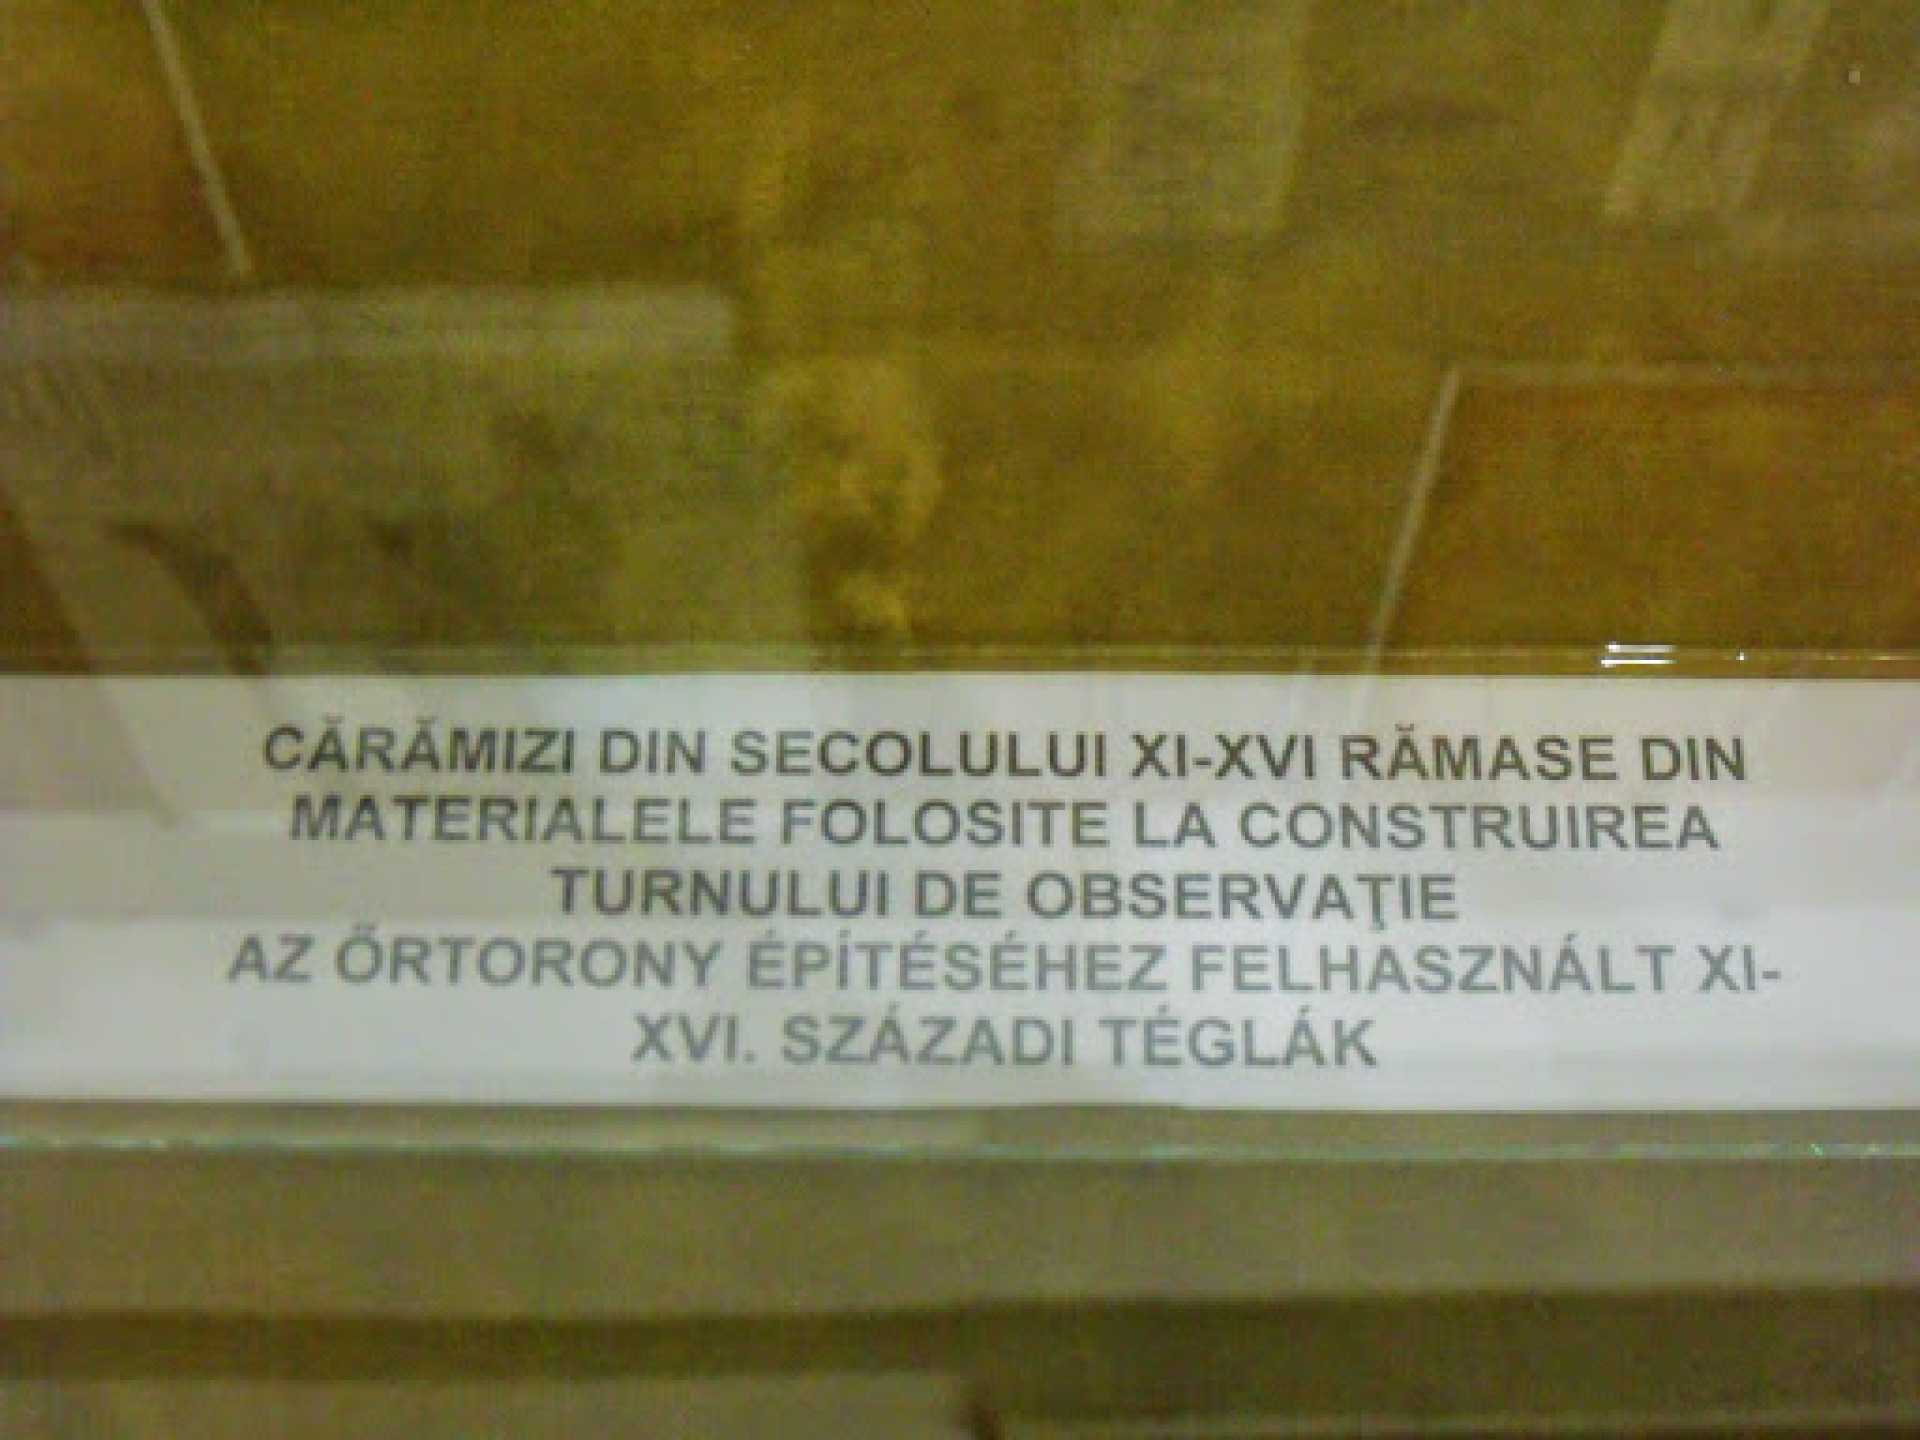 CĂRĂMIZI DIN SECOLULUI XI-XVI RĂMASE DIN
MATERIALELE FOLOSITE LA CONSTRUIREA
TURNULUI DE OBSERVAŢIE
AZ ŐRTORONY ÉPÍTÉSÉHEZ FELHASZNÁLT XI-
XVI. SZÁZADI TÉGLÁK